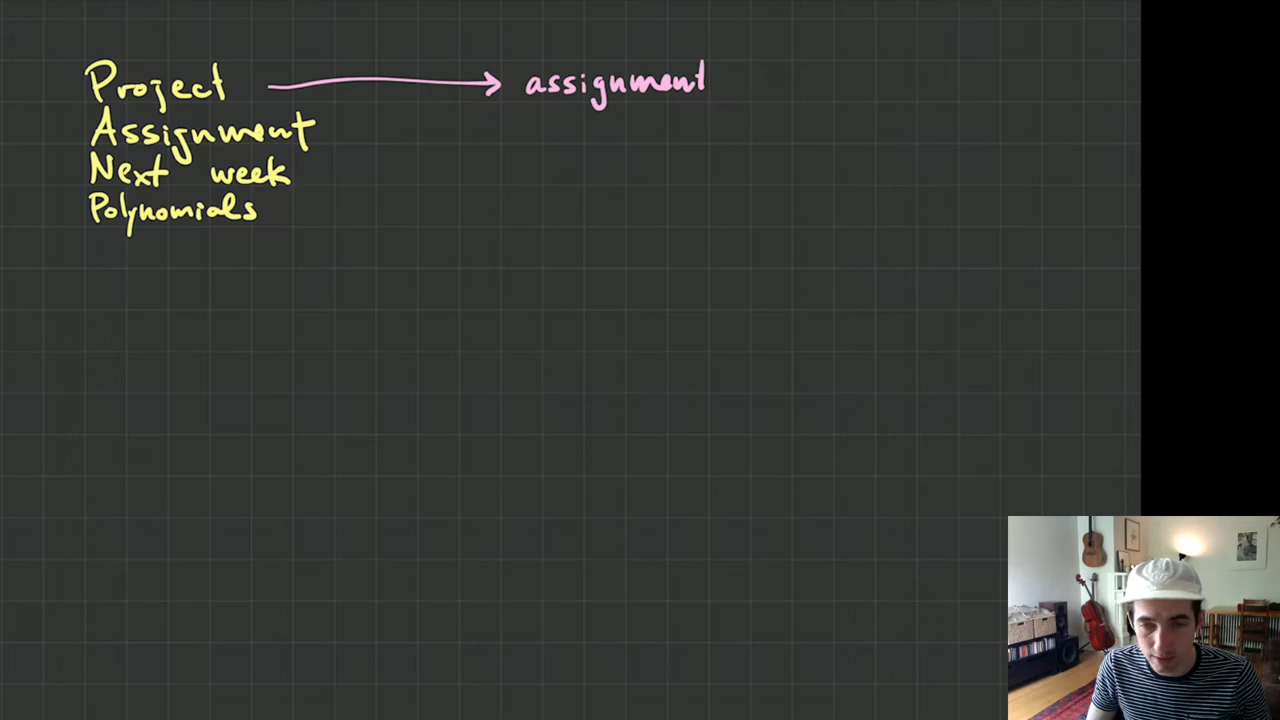 Project → assignment
Assignment
Next week
Polynomials